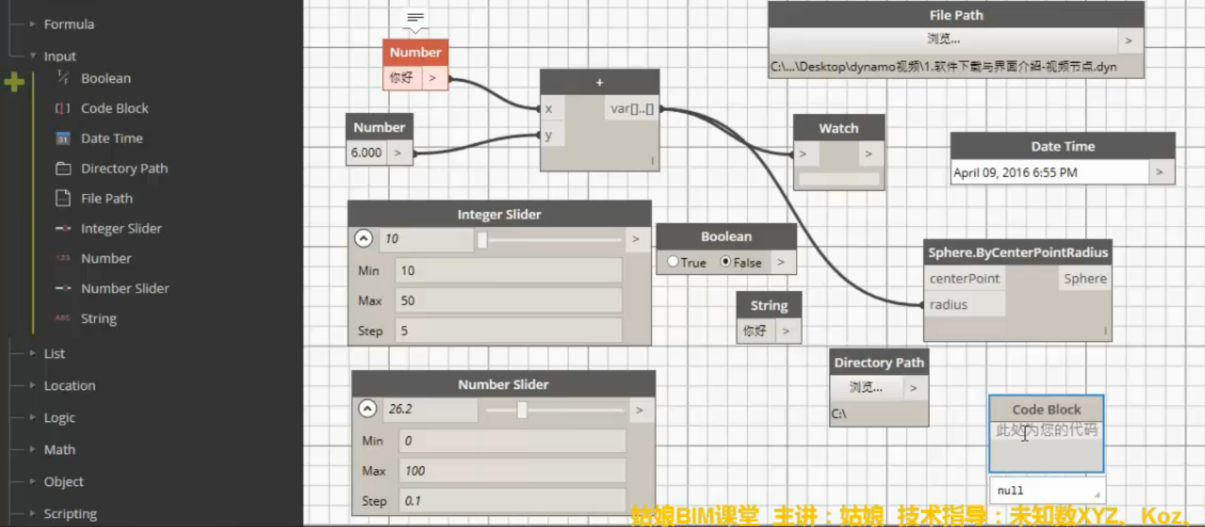 Formula
Input
Boolean
Code Block
Date Time
Directory Path
File Path
Integer Slider
Number
Number Slider
String
List
Location
Logic
Math
Object
Scripting
Number
你好 >
Number
6.000 >
+
x var[]..[]
y
File Path
浏览... >
C:\...\Desktop\dynamo视频\1.软件下载与界面介绍-视频节点.dyn
Watch
> >
Date Time
April 09, 2016 6:55 PM >
Integer Slider
10 >
Min 10
Max 50
Step 5
Boolean
True False >
String
你好 >
Sphere.ByCenterPointRadius
centerPoint Sphere
radius
Directory Path
浏览... >
C:\
Number Slider
26.2 >
Min 0
Max 100
Step 0.1
Code Block
此处为您的代码
null
姑娘BIM课堂 主讲：姑娘 技术指导：未知数XYZ、Koz.